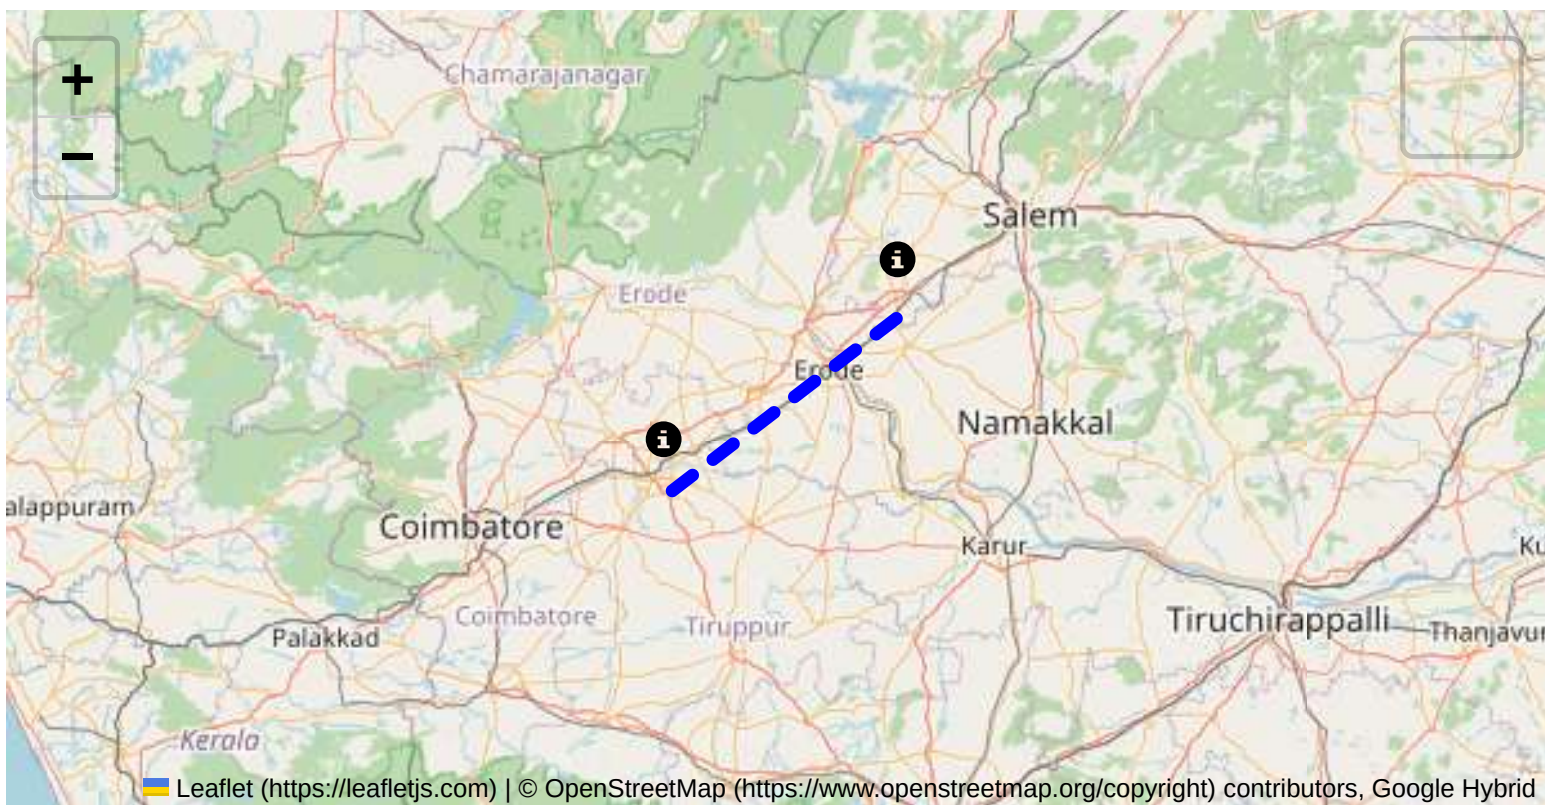 +
−
Chamarajanagar
Salem
Erode
Erode
Namakkal
alappuram
Coimbatore
Karur
Ku
Coimbatore
Tiruppur
Tiruchirappalli
Thanjavur
Palakkad
Kerala
Leaflet (https://leafletjs.com) | © OpenStreetMap (https://www.openstreetmap.org/copyright) contributors, Google Hybrid